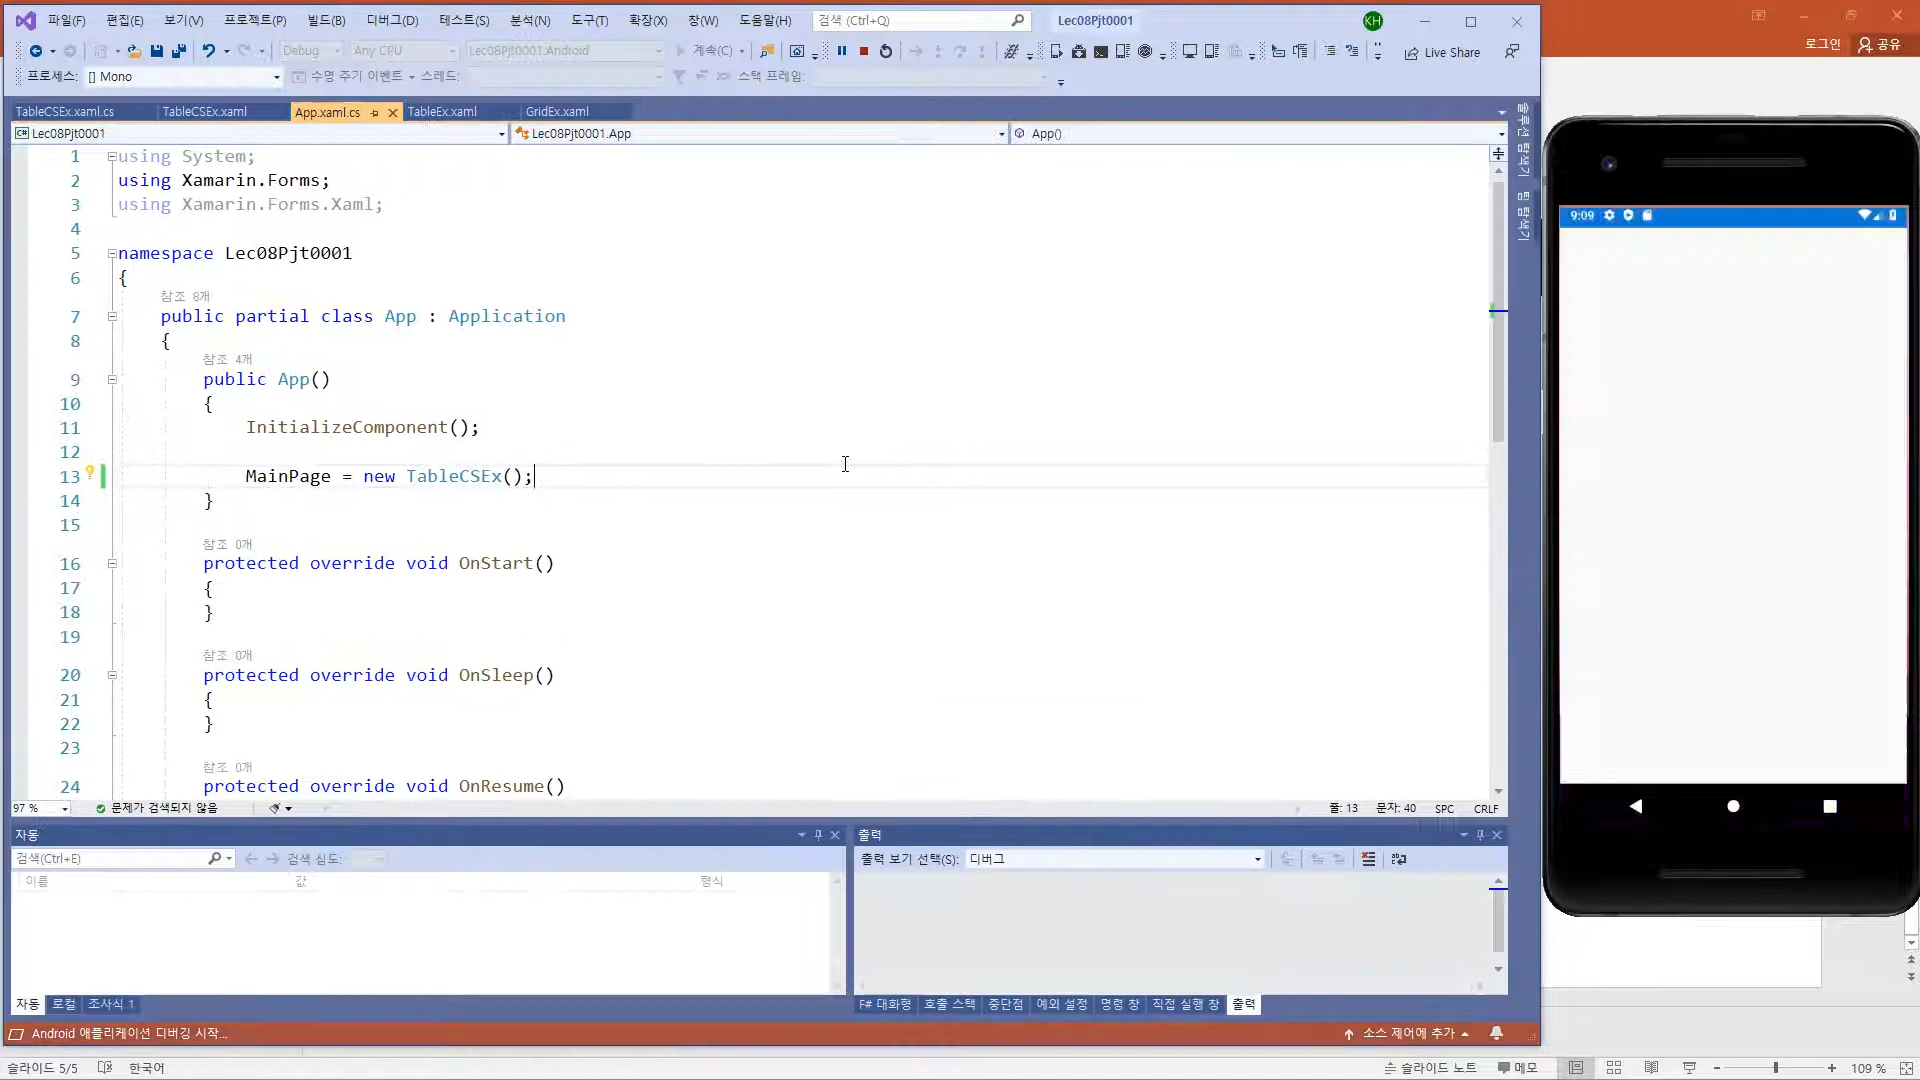 파일(F) 편집(E) 보기(V) 프로젝트(P) 빌드(B) 디버그(D) 테스트(S) 분석(N) 도구(T) 확장(X) 창(W) 도움말(H) 검색 (Ctrl+Q) Lec08Pjt0001 KH
로그인 공유
Debug Any CPU Lec08Pjt0001.Android 계속(C) Live Share
프로세스: [] Mono 수명 주기 이벤트 스레드: 스택 프레임:
TableCSEx.xaml.cs TableCSEx.xaml App.xaml.cs TableEx.xaml GridEx.xaml
Lec08Pjt0001 Lec08Pjt0001.App App()
솔루션 탐색기 팀 탐색기
1 using System;
2 using Xamarin.Forms;
3 using Xamarin.Forms.Xaml;
4
5 namespace Lec08Pjt0001
6 {
참조 8개
7 public partial class App : Application
8 {
참조 4개
9 public App()
10 {
11 InitializeComponent();
12
13 MainPage = new TableCSEx();
14 }
15
참조 0개
16 protected override void OnStart()
17 {
18 }
19
참조 0개
20 protected override void OnSleep()
21 {
22 }
23
참조 0개
24 protected override void OnResume()
97 % 문제가 검색되지 않음 줄: 13 문자: 40 SPC CRLF
9:09
자동
검색(Ctrl+E) 검색 심도:
이름 값 형식
자동 로컬 조사식 1
출력
출력 보기 선택(S): 디버그
F# 대화형 호출 스택 중단점 예외 설정 명령 창 직접 실행 창 출력
Android 애플리케이션 디버깅 시작... 소스 제어에 추가
슬라이드 5/5 한국어 슬라이드 노트 메모 109 %